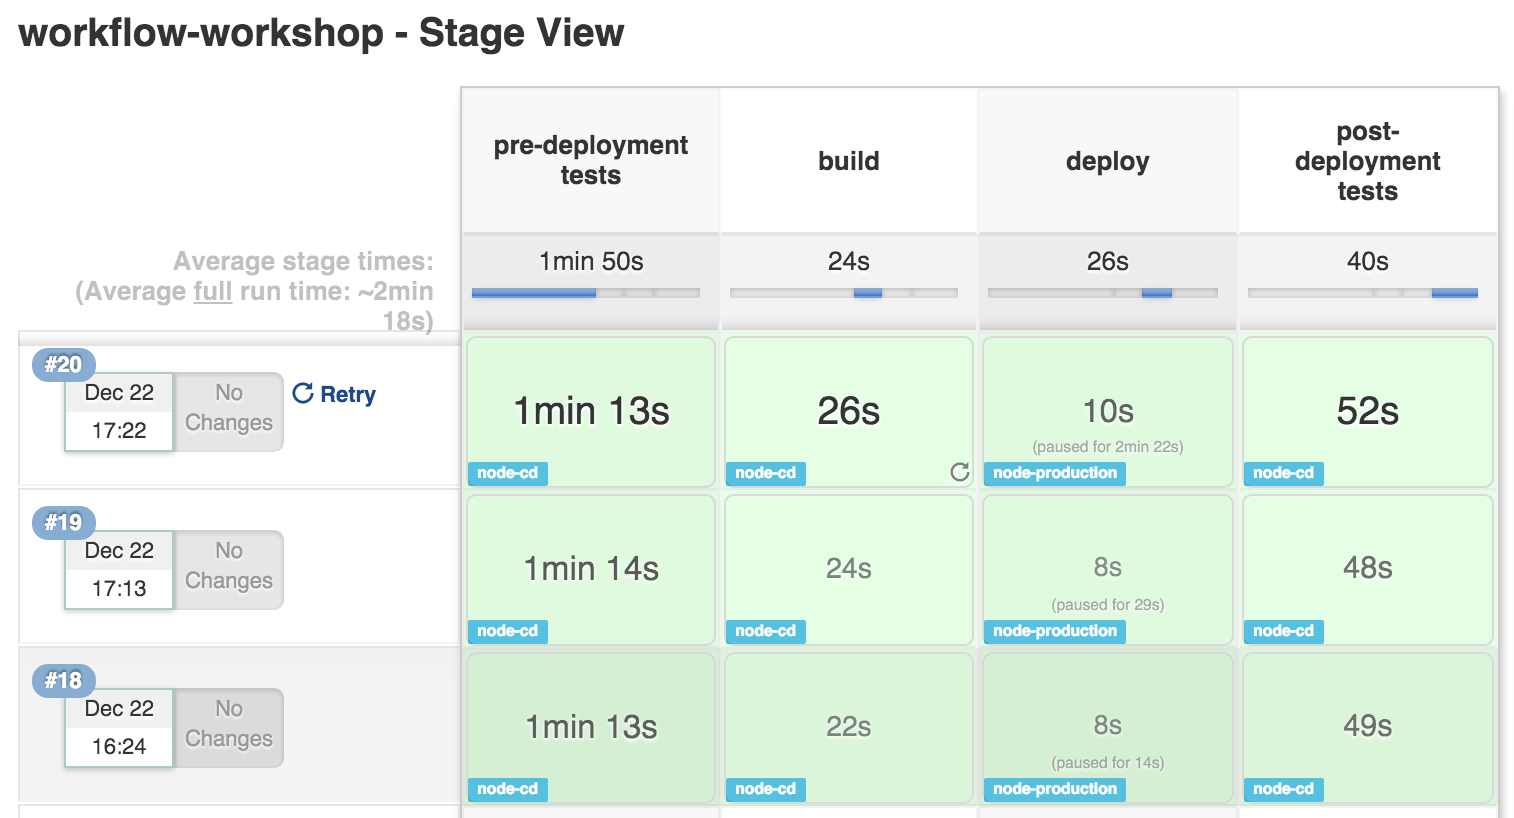 workflow-workshop - Stage View
pre-deployment
tests
build
deploy
post-
deployment
tests
Average stage times:
(Average full run time: ~2min
18s)
1min 50s
24s
26s
40s
#20
Dec 22
17:22
No
Changes
Retry
1min 13s
node-cd
26s
node-cd
10s
(paused for 2min 22s)
node-production
52s
node-cd
#19
Dec 22
17:13
No
Changes
1min 14s
node-cd
24s
node-cd
8s
(paused for 29s)
node-production
48s
node-cd
#18
Dec 22
16:24
No
Changes
1min 13s
node-cd
22s
node-cd
8s
(paused for 14s)
node-production
49s
node-cd